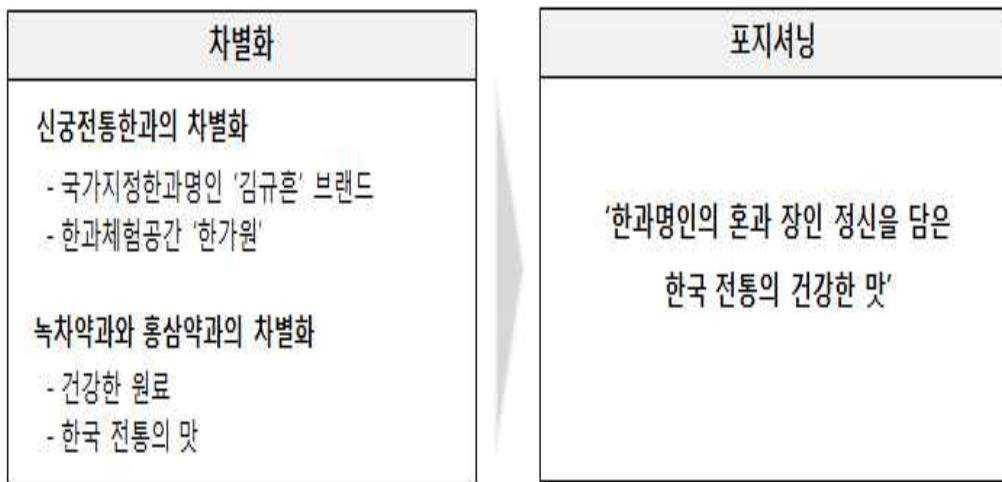 차별화
신궁전통한과의 차별화
- 국가지정한과명인 ‘김규흔’ 브랜드
- 한과체험공간 ‘한가원’
녹차약과와 홍삼약과의 차별화
- 건강한 원료
- 한국 전통의 맛
포지셔닝
‘한과명인의 혼과 장인 정신을 담은
한국 전통의 건강한 맛’